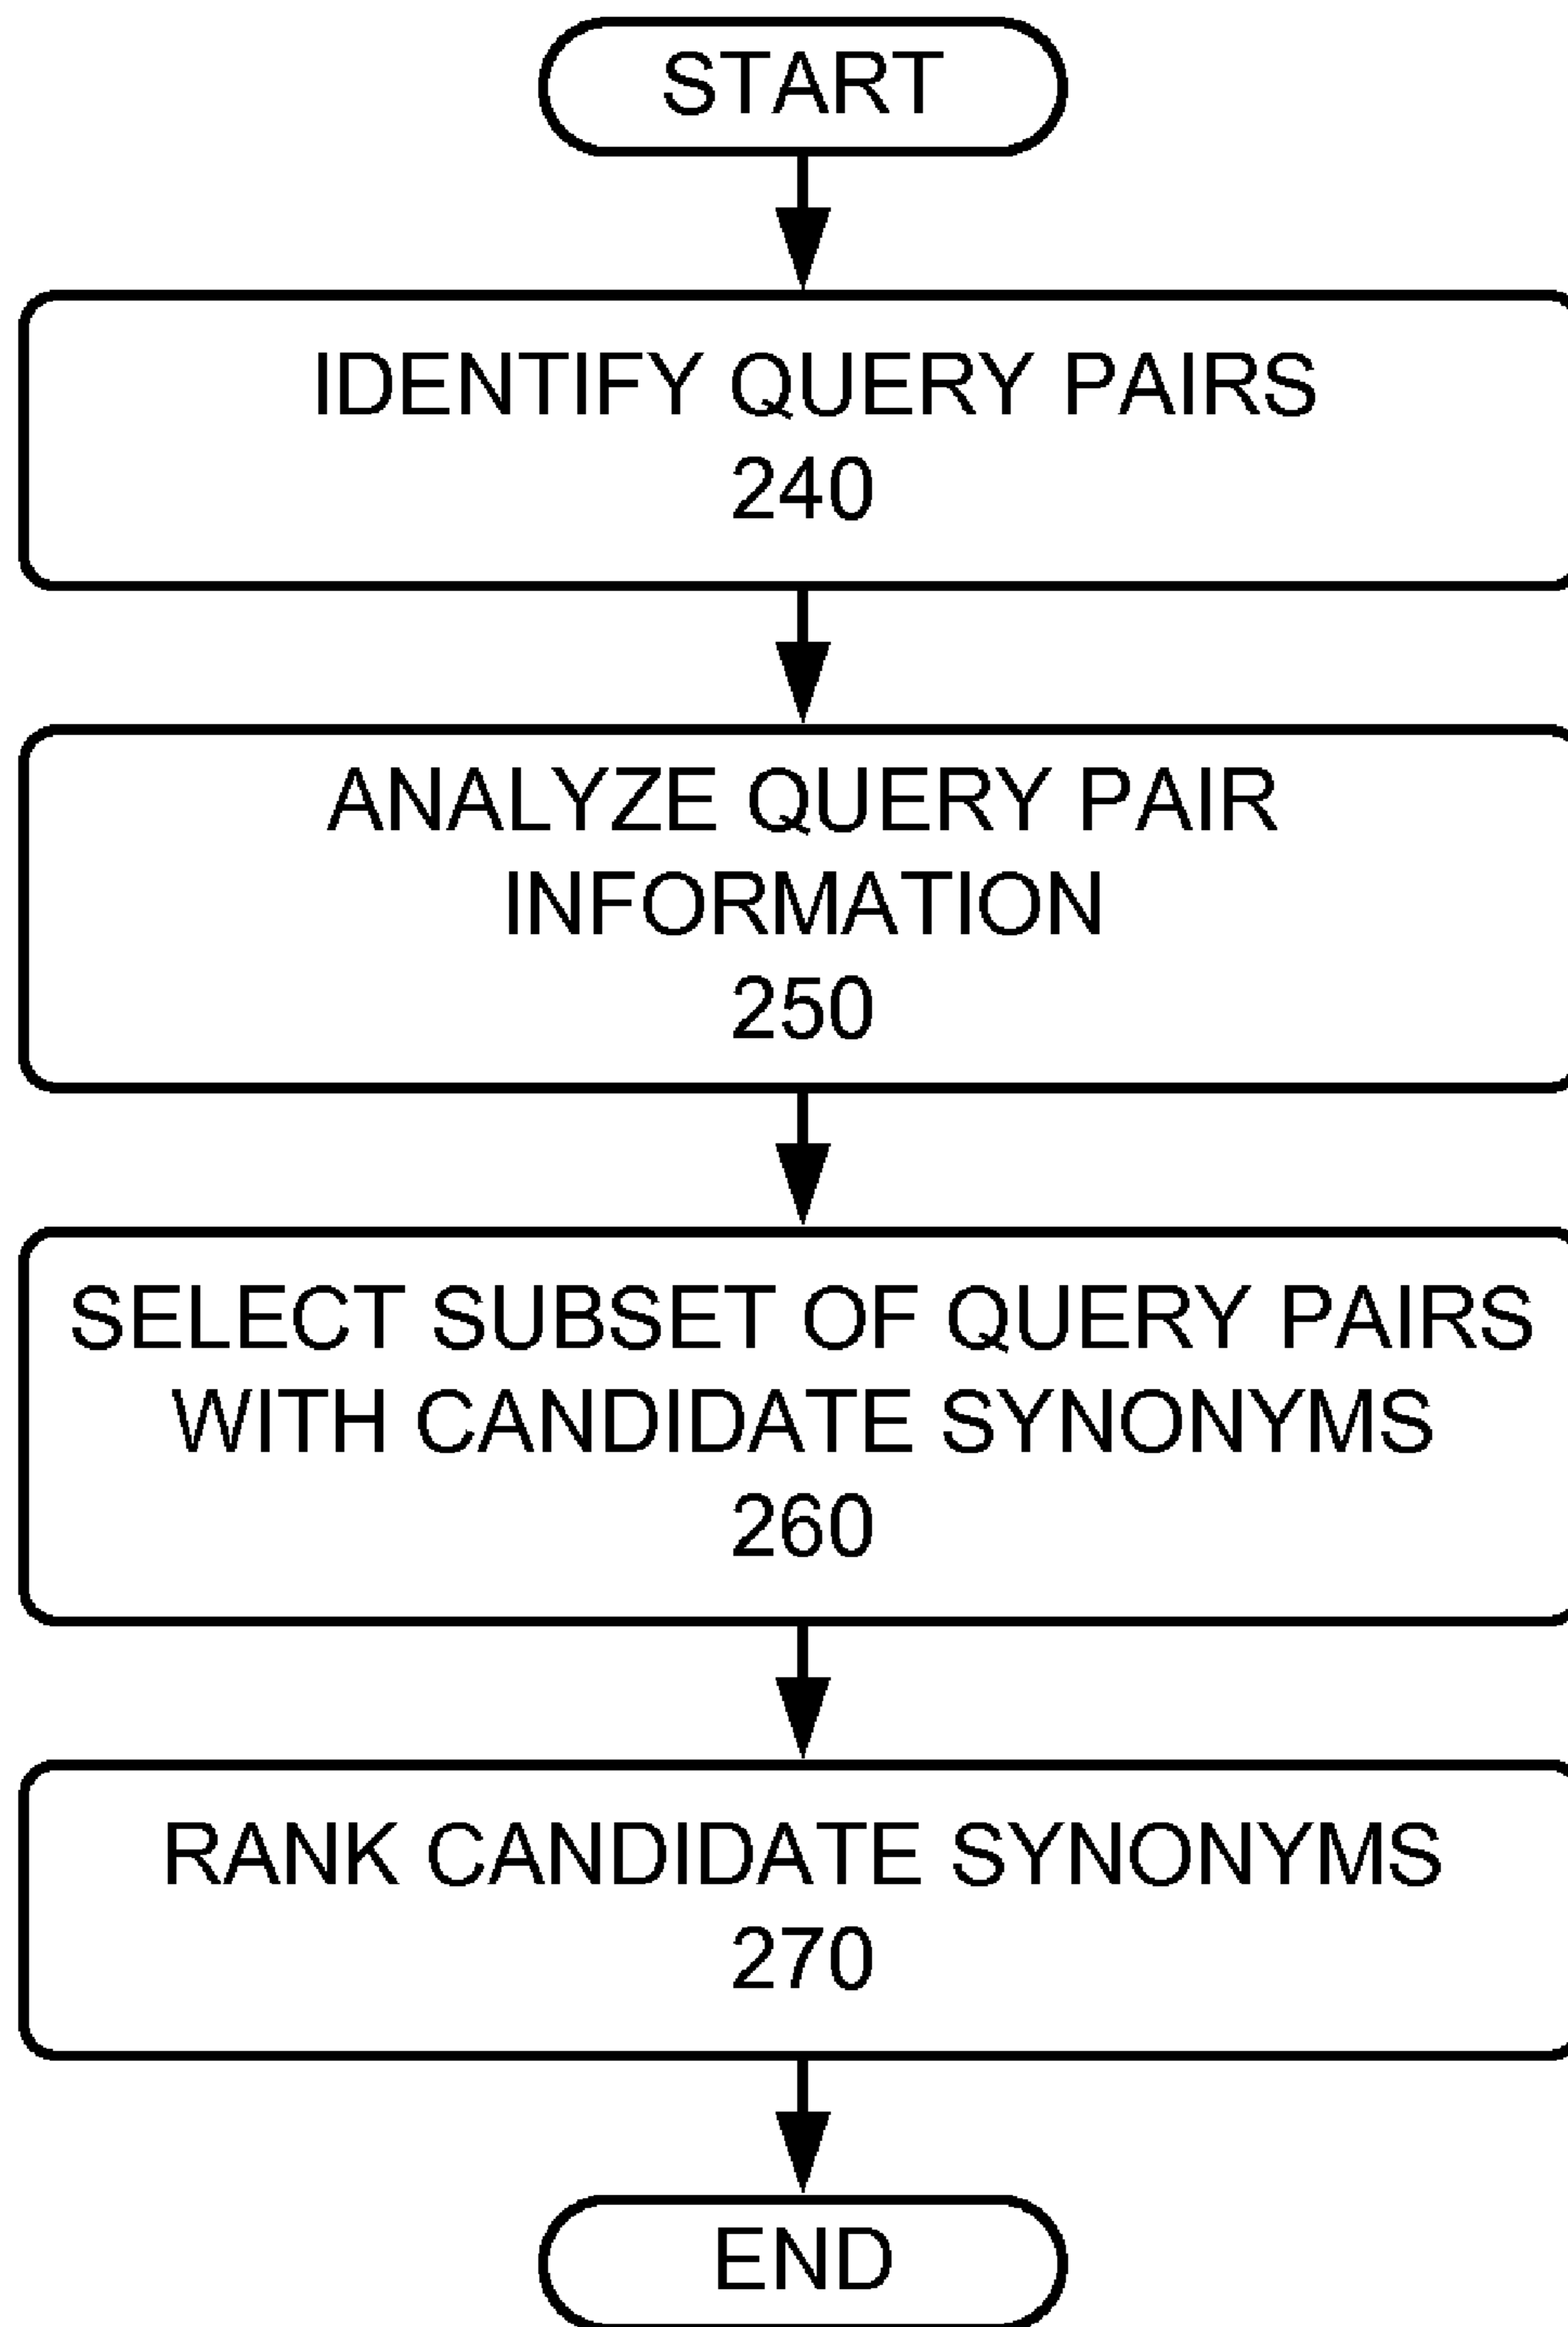 START
IDENTIFY QUERY PAIRS
240
ANALYZE QUERY PAIR
INFORMATION
250
SELECT SUBSET OF QUERY PAIRS
WITH CANDIDATE SYNONYMS
260
RANK CANDIDATE SYNONYMS
270
END